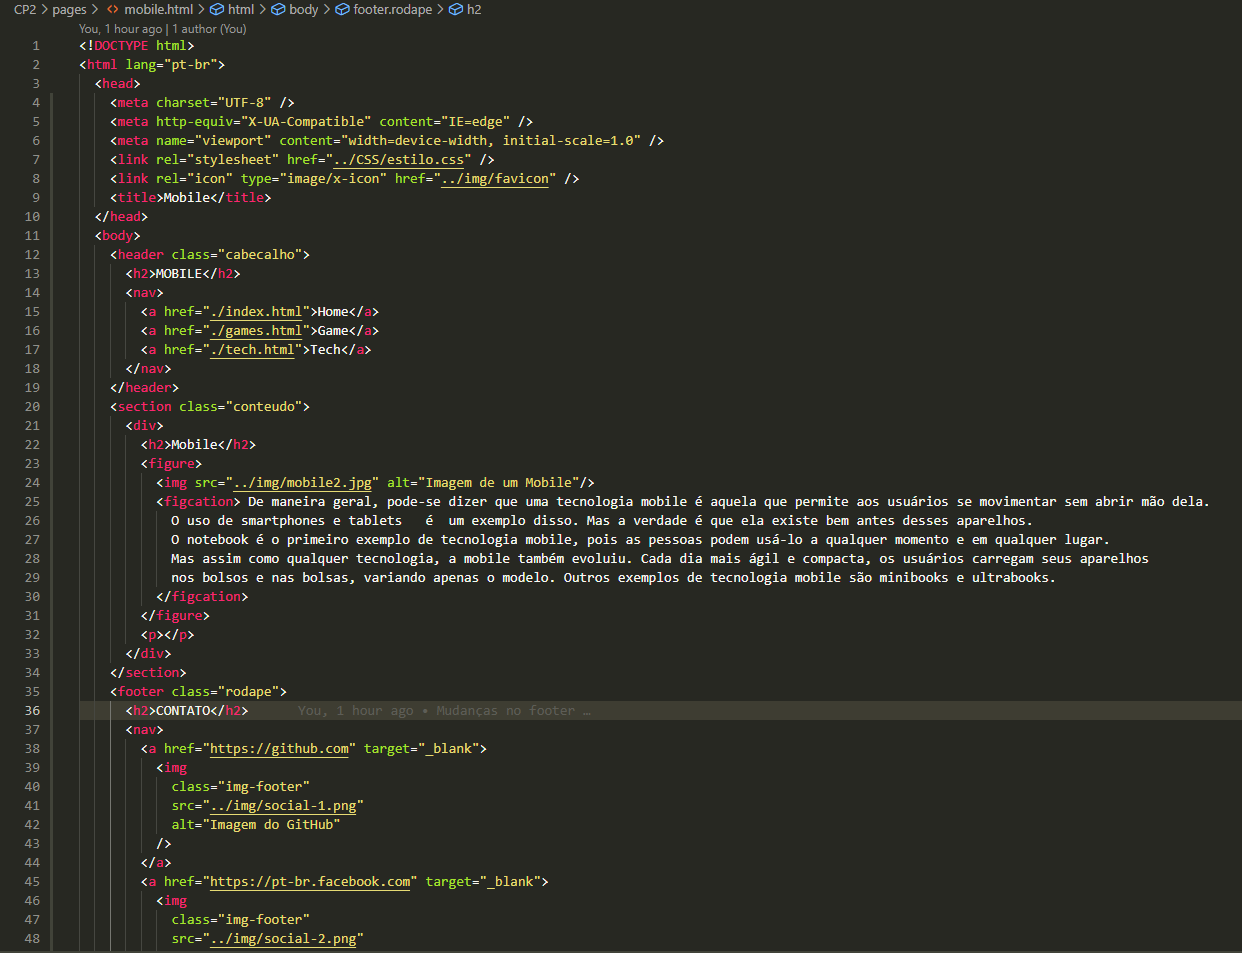 CP2 > pages > <> mobile.html > html > body > footer.rodape > h2
You, 1 hour ago | 1 author (You)
1 <!DOCTYPE html>
2 <html lang="pt-br">
3 <head>
4 <meta charset="UTF-8" />
5 <meta http-equiv="X-UA-Compatible" content="IE=edge" />
6 <meta name="viewport" content="width=device-width, initial-scale=1.0" />
7 <link rel="stylesheet" href="../CSS/estilo.css" />
8 <link rel="icon" type="image/x-icon" href="../img/favicon" />
9 <title>Mobile</title>
10 </head>
11 <body>
12 <header class="cabecalho">
13 <h2>MOBILE</h2>
14 <nav>
15 <a href="./index.html">Home</a>
16 <a href="./games.html">Game</a>
17 <a href="./tech.html">Tech</a>
18 </nav>
19 </header>
20 <section class="conteudo">
21 <div>
22 <h2>Mobile</h2>
23 <figure>
24 <img src="../img/mobile2.jpg" alt="Imagem de um Mobile"/>
25 <figcation> De maneira geral, pode-se dizer que uma tecnologia mobile é aquela que permite aos usuários se movimentar sem abrir mão dela.
26 O uso de smartphones e tablets   é  um exemplo disso. Mas a verdade é que ela existe bem antes desses aparelhos.
27 O notebook é o primeiro exemplo de tecnologia mobile, pois as pessoas podem usá-lo a qualquer momento e em qualquer lugar.
28 Mas assim como qualquer tecnologia, a mobile também evoluiu. Cada dia mais ágil e compacta, os usuários carregam seus aparelhos
29 nos bolsos e nas bolsas, variando apenas o modelo. Outros exemplos de tecnologia mobile são minibooks e ultrabooks.
30 </figcation>
31 </figure>
32 <p></p>
33 </div>
34 </section>
35 <footer class="rodape">
36 <h2>CONTATO</h2> You, 1 hour ago • Mudanças no footer …
37 <nav>
38 <a href="https://github.com" target="_blank">
39 <img
40 class="img-footer"
41 src="../img/social-1.png"
42 alt="Imagem do GitHub"
43 />
44 </a>
45 <a href="https://pt-br.facebook.com" target="_blank">
46 <img
47 class="img-footer"
48 src="../img/social-2.png"